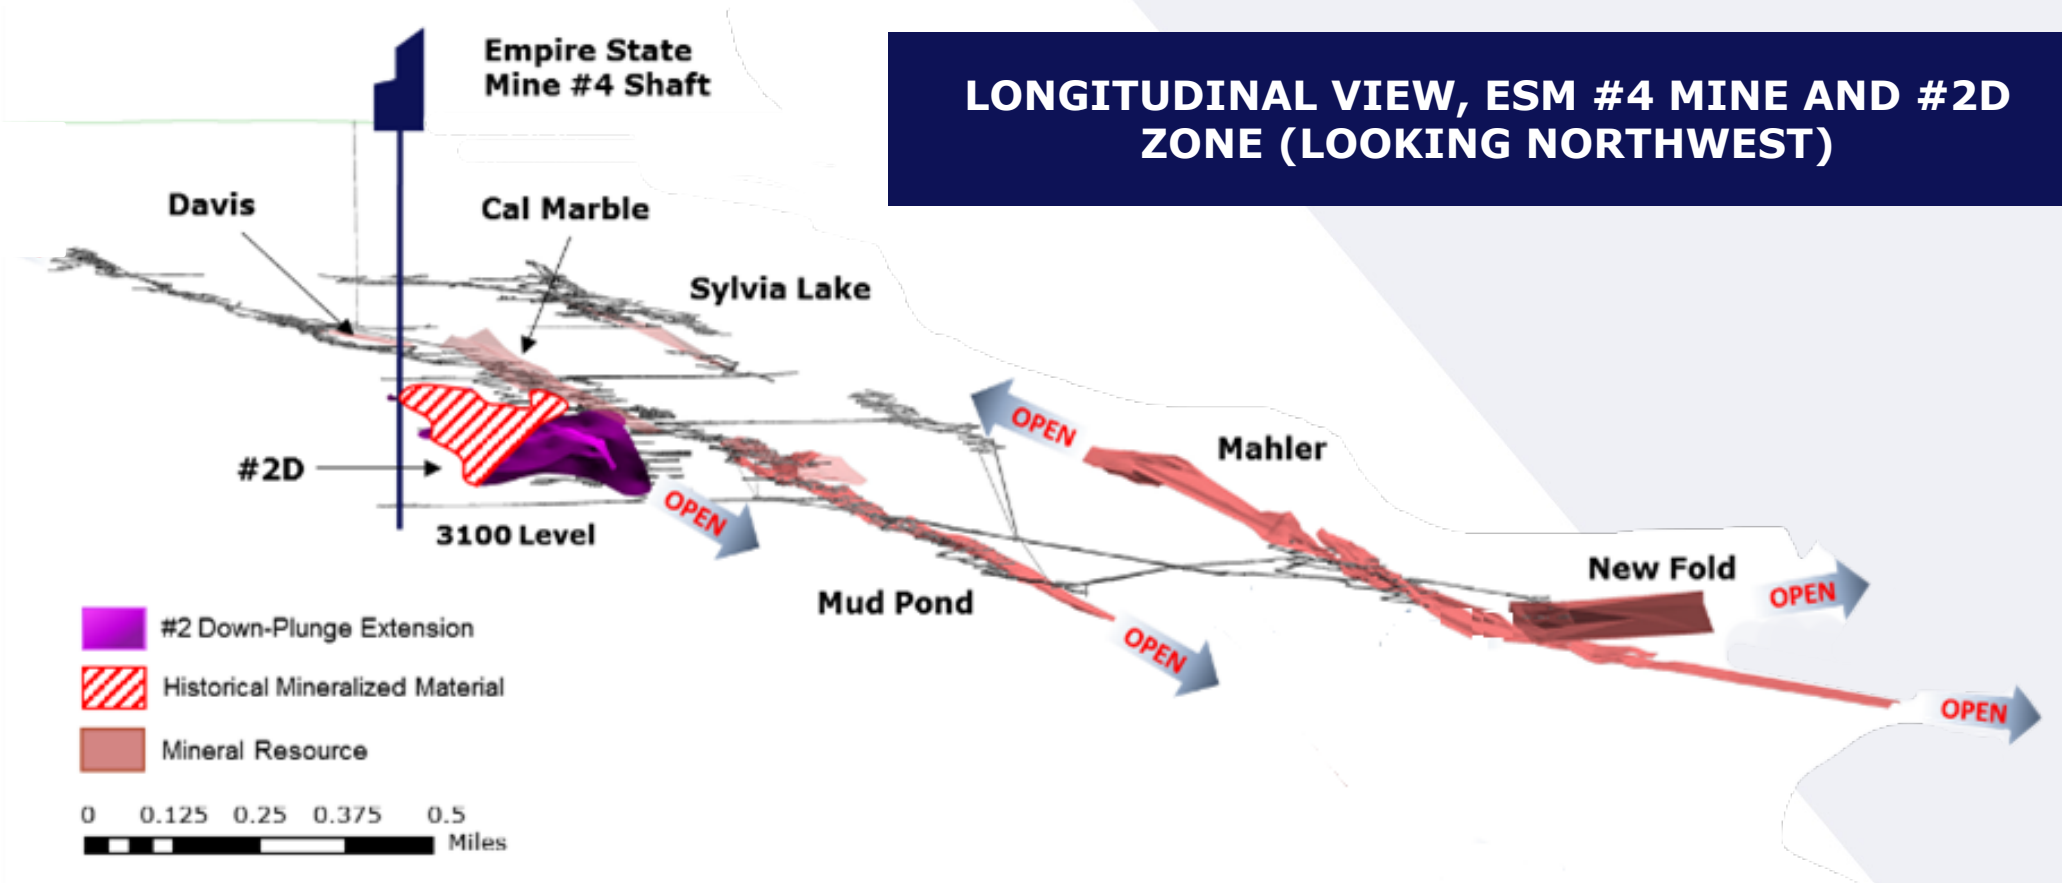 Empire State
Mine #4 Shaft
LONGITUDINAL VIEW, ESM #4 MINE AND #2D
ZONE (LOOKING NORTHWEST)
Davis
Cal Marble
Sylvia Lake
OPEN
Mahler
#2D
OPEN
3100 Level
New Fold
OPEN
Mud Pond
OPEN
OPEN
#2 Down-Plunge Extension
Historical Mineralized Material
Mineral Resource
0 0.125 0.25 0.375 0.5
Miles